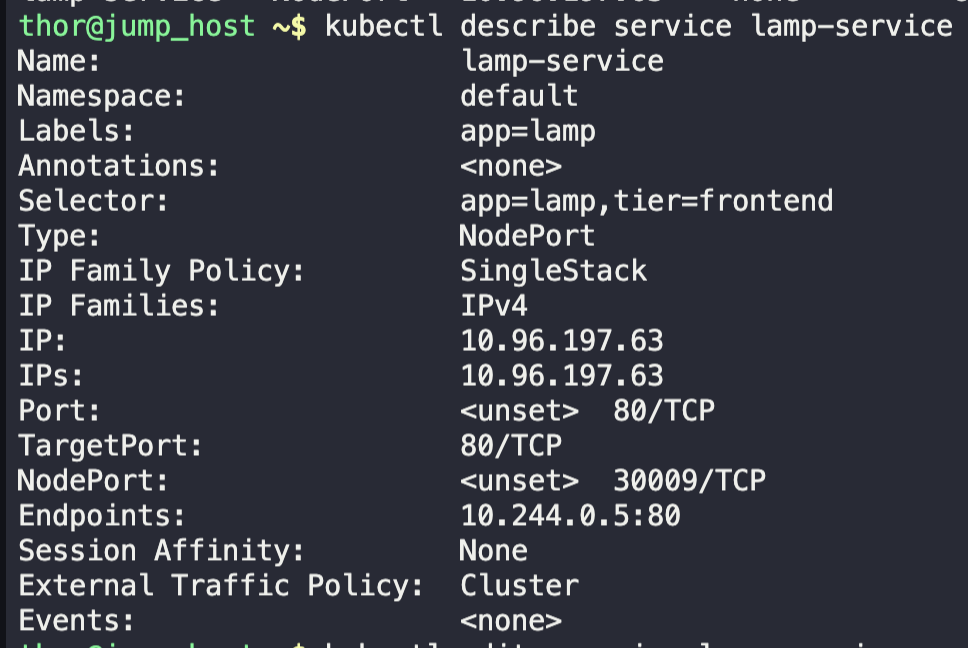 thor@jump_host ~$ kubectl describe service lamp-service
Name:                     lamp-service
Namespace:                default
Labels:                   app=lamp
Annotations:              <none>
Selector:                 app=lamp,tier=frontend
Type:                     NodePort
IP Family Policy:         SingleStack
IP Families:              IPv4
IP:                       10.96.197.63
IPs:                      10.96.197.63
Port:                     <unset>  80/TCP
TargetPort:               80/TCP
NodePort:                 <unset>  30009/TCP
Endpoints:                10.244.0.5:80
Session Affinity:         None
External Traffic Policy:  Cluster
Events:                   <none>